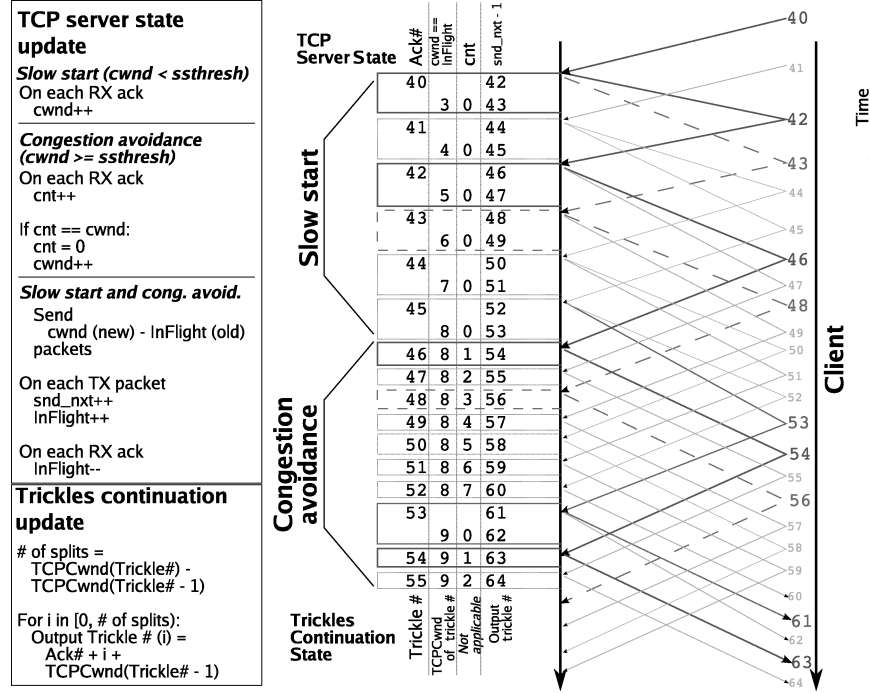 TCP server state
update
Slow start (cwnd < ssthresh)
On each RX ack
cwnd++
Congestion avoidance
(cwnd >= ssthresh)
On each RX ack
cnt++
If cnt == cwnd:
cnt = 0
cwnd++
Slow start and cong. avoid.
Send
cwnd (new) - InFlight (old)
packets
On each TX packet
snd_nxt++
InFlight++
On each RX ack
InFlight--
Trickles continuation
update
# of splits =
TCPCwnd(Trickle#) -
TCPCwnd(Trickle# - 1)
For i in [0, # of splits):
Output Trickle # (i) =
Ack# + i +
TCPCwnd(Trickle# - 1)
TCP
Server State
Ack#
cwnd ==
InFlight
cnt
snd_nxt - 1
Slow start
Congestion
avoidance
40 42
3 0 43
41 44
4 0 45
42 46
5 0 47
43 48
6 0 49
44 50
7 0 51
45 52
8 0 53
46 8 1 54
47 8 2 55
48 8 3 56
49 8 4 57
50 8 5 58
51 8 6 59
52 8 7 60
53 61
9 0 62
54 9 1 63
55 9 2 64
Trickles
Continuation
State
Trickle #
TCPCwnd
of trickle #
Not
applicable
Output
trickle #
40
41
42
43
44
45
46
47
48
49
50
51
52
53
54
55
56
57
58
59
60
61
62
63
64
Client
Time